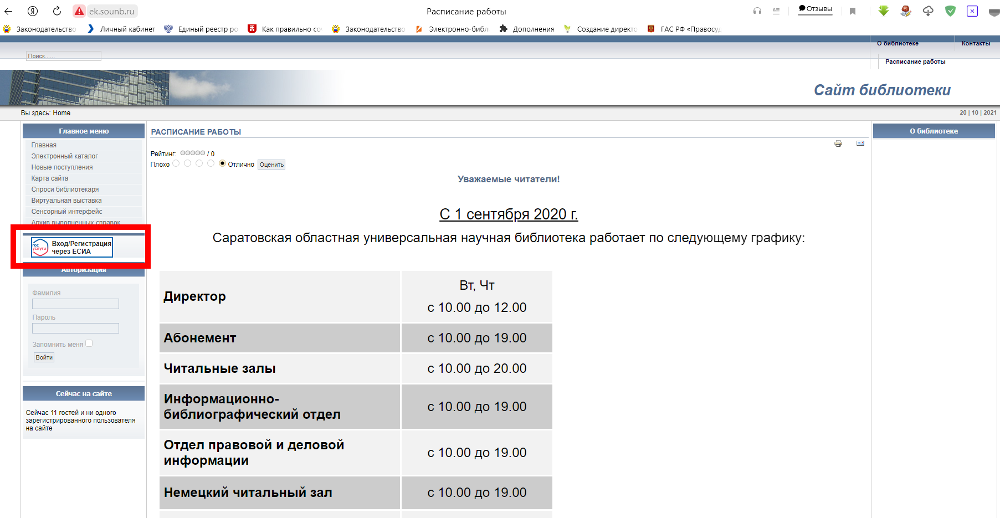 ek.sounb.ru
Расписание работы
Отзывы
Законодательство
Личный кабинет
Единый реестр ро
Как правильно со
Законодательство
Электронно-библ
Дополнения
Создание директо
ГАС РФ «Правосуд
О библиотеке
Контакты
Поиск......
Расписание работы
Сайт библиотеки
Вы здесь: Home
20 | 10 | 2021
Главное меню
Главная
Электронный каталог
Новые поступления
Карта сайта
Спроси библиотекаря
Виртуальная выставка
Сенсорный интерфейс
Архив выполненных справок
гос
услуги
Вход/Регистрация
через ЕСИА
Авторизация
Фамилия
Пароль
Запомнить меня
Войти
Сейчас на сайте
Сейчас 11 гостей и ни одного
зарегистрированного пользователя
на сайте
РАСПИСАНИЕ РАБОТЫ
Рейтинг: / 0
Плохо Отлично Оценить
Уважаемые читатели!
С 1 сентября 2020 г.
Саратовская областная универсальная научная библиотека работает по следующему графику:
Директор
Вт, Чт
с 10.00 до 12.00
Абонемент
с 10.00 до 19.00
Читальные залы
с 10.00 до 20.00
Информационно-
библиографический отдел
с 10.00 до 19.00
Отдел правовой и деловой
информации
с 10.00 до 19.00
Немецкий читальный зал
с 10.00 до 19.00
О библиотеке